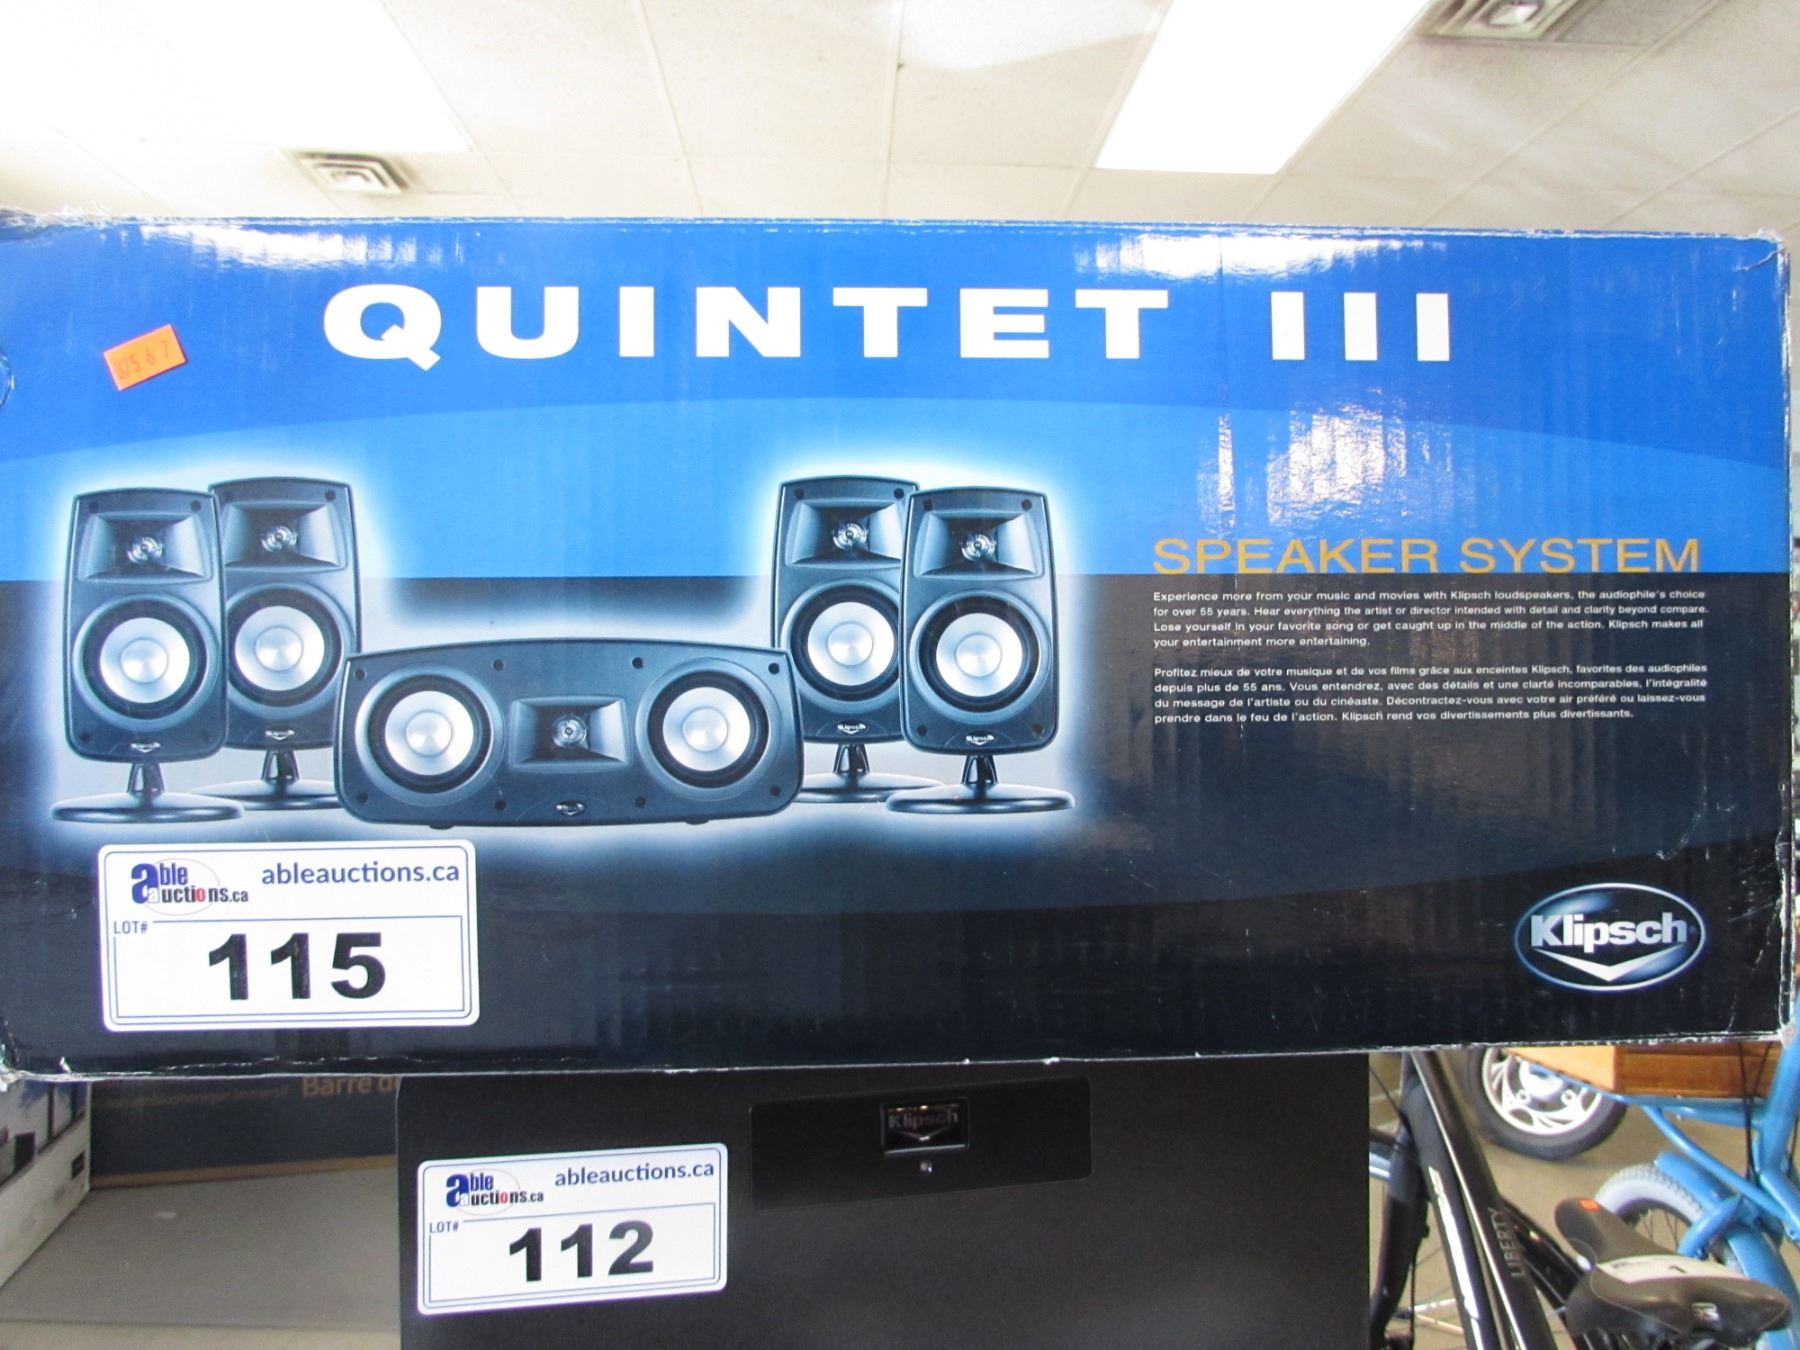 QUINTET III
87567
SPEAKER SYSTEM
Experience more from your music and movies with Klipsch loudspeakers, the audiophile's choice
for over 55 years. Hear everything the artist or director intended with detail and clarity beyond compare.
Lose yourself in your favorite song or get caught up in the middle of the action. Klipsch makes all
your entertainment more entertaining.
Profitez mieux de votre musique et de vos films grâce aux enceintes Klipsch, favorites des audiophiles
depuis plus de 55 ans. Vous entendrez, avec des détails et une clarté incomparables, l'intégralité
du message de l'artiste ou du cinéaste. Décontractez-vous avec votre air préféré ou laissez-vous
prendre dans le feu de l'action. Klipsch rend vos divertissements plus divertissants.
able auctions.ca
ableauctions.ca
LOT#
115
Klipsch
Barre
Klipsch
able auctions.ca
ableauctions.ca
LOT#
112
LIBERTY